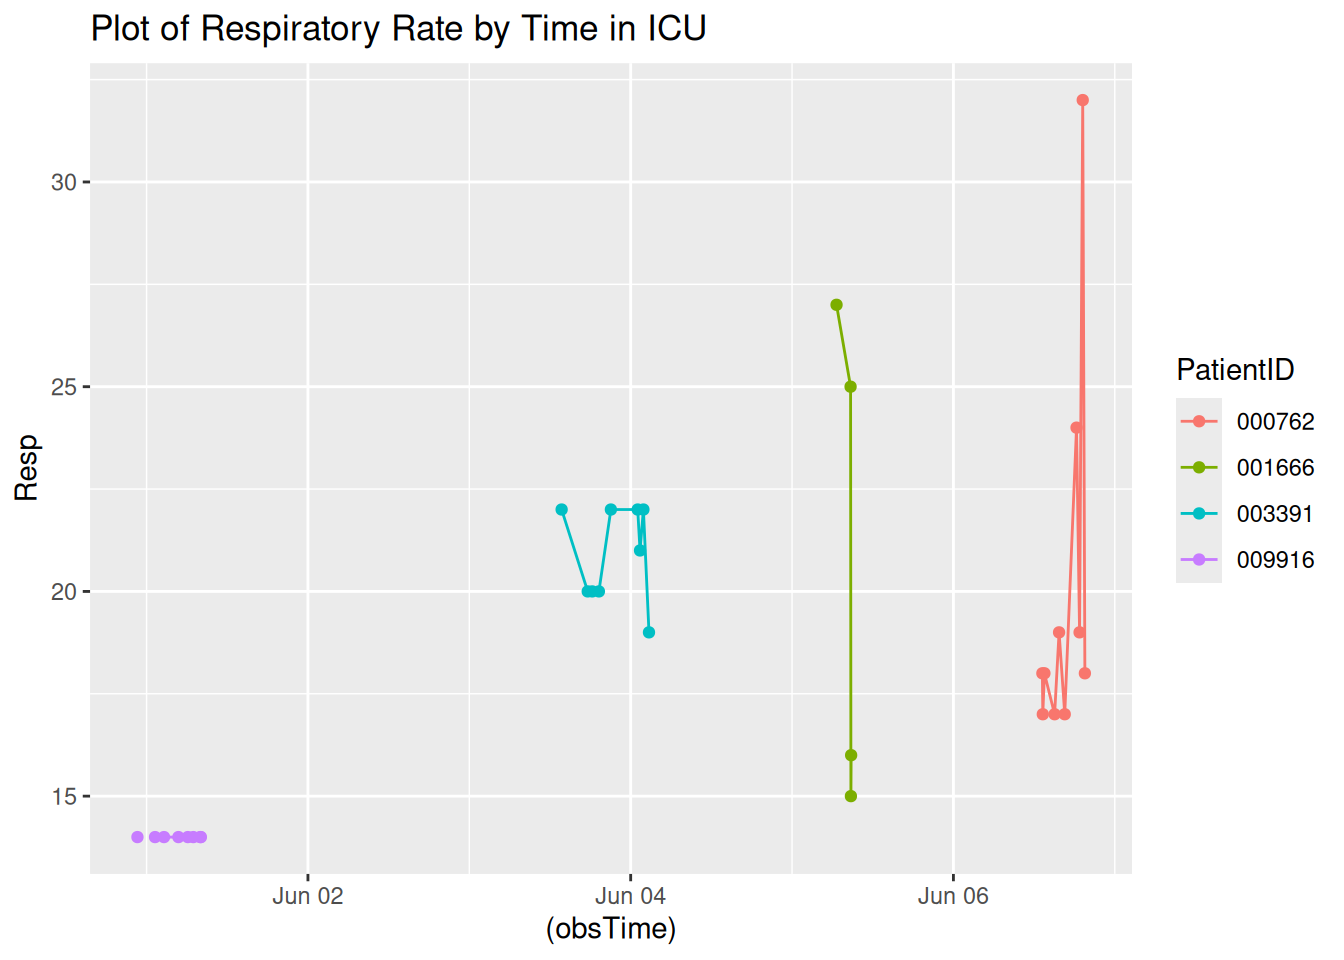 Plot of Respiratory Rate by Time in ICU
30
25
20
15
Resp
Jun 02
Jun 04
Jun 06
(obsTime)
PatientID
000762
001666
003391
009916